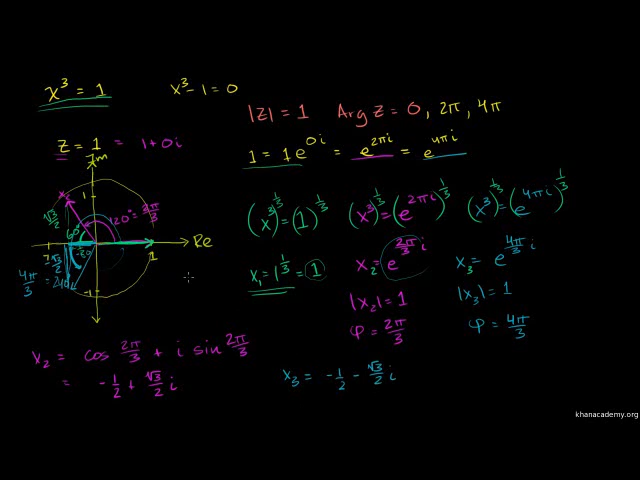 x³ = 1
x³ - 1 = 0
|z| = 1 Arg z = 0, 2π, 4π
z = 1 = 1 + 0i
1 = 1e^(0i) = e^(2πi) = e^(4πi)
Im
1
x₂
√3/2
60°
120° = 2π/3
Re
-1
1
4π/3 = 240°
-1
(x³)^(1/3) = (1)^(1/3)
(x³)^(1/3) = (e^(2πi))^(1/3)
(x³)^(1/3) = (e^(4πi))^(1/3)
x₁ = 1^(1/3) = 1
x₂ = e^(2π/3 i)
x₃ = e^(4π/3 i)
|x₂| = 1
|x₃| = 1
φ = 2π/3
φ = 4π/3
x₂ = cos 2π/3 + i sin 2π/3
= -1/2 + √3/2 i
x₃ = -1/2 - √3/2 i
khanacademy.org